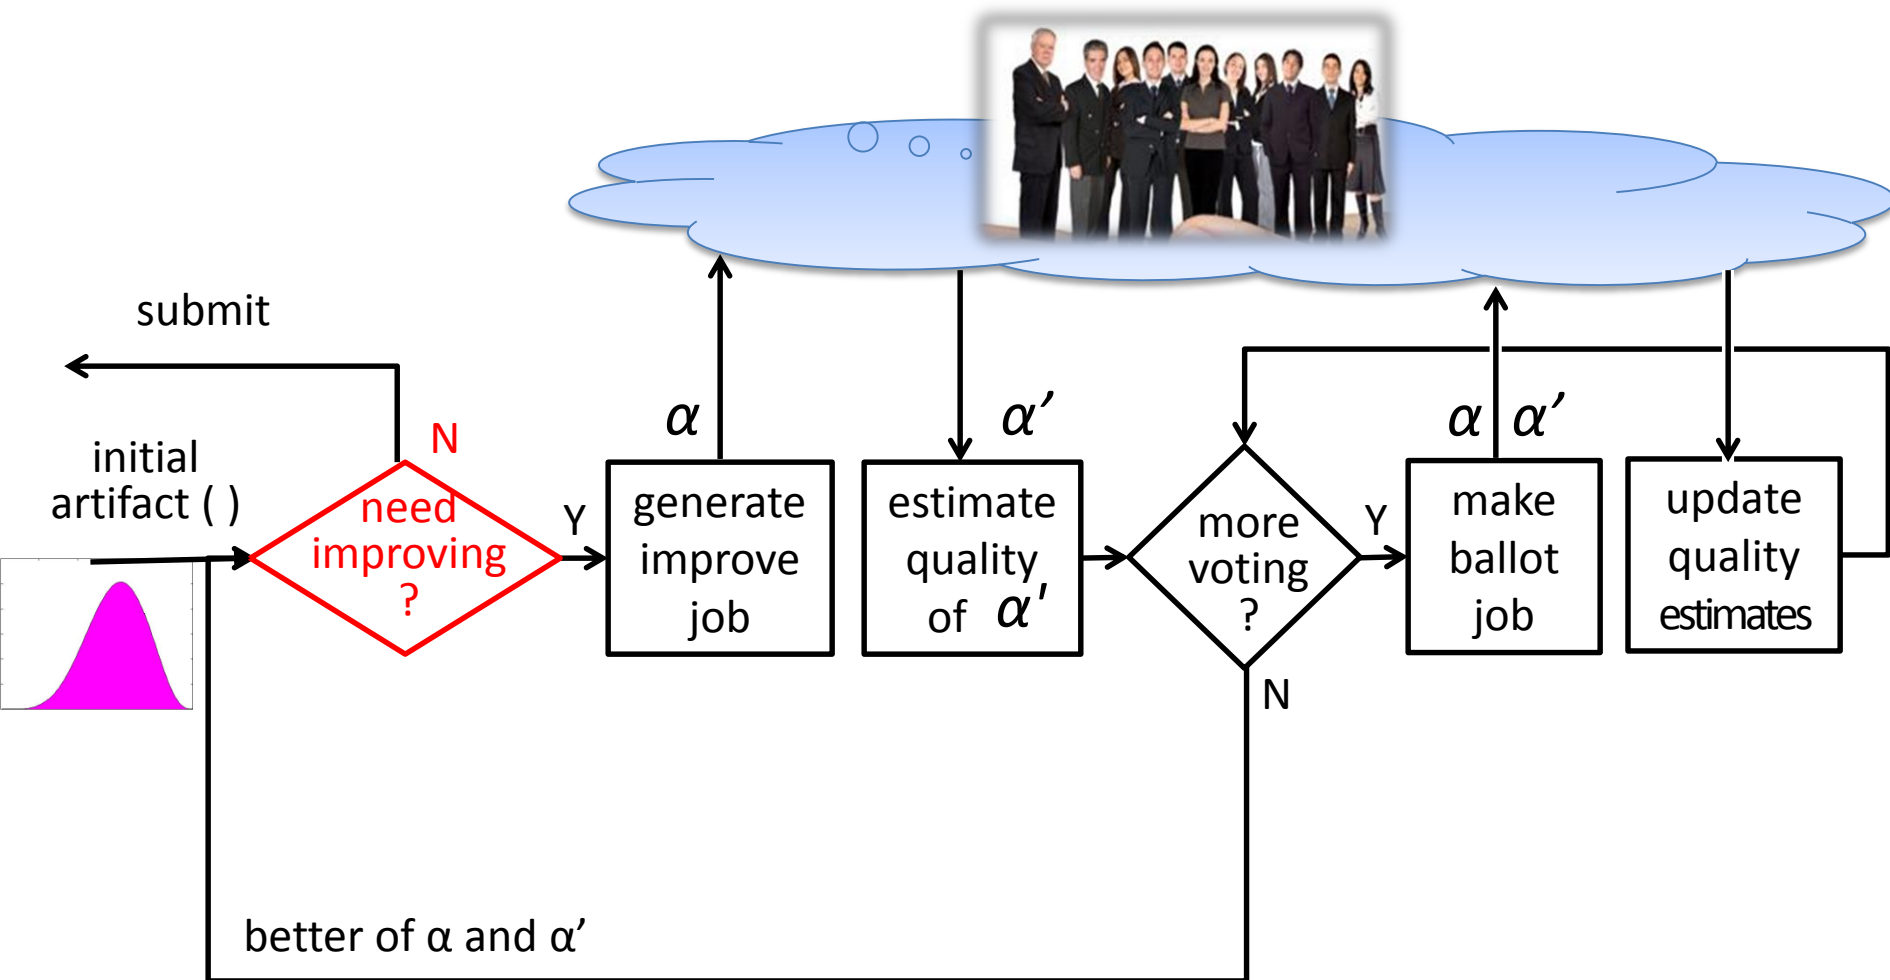 submit
initial
artifact ( )
N
need
improving
?
Y
α
generate
improve
job
α’
estimate
quality
of α'
more
voting
?
Y
N
α α’
make
ballot
job
update
quality
estimates
better of α and α’